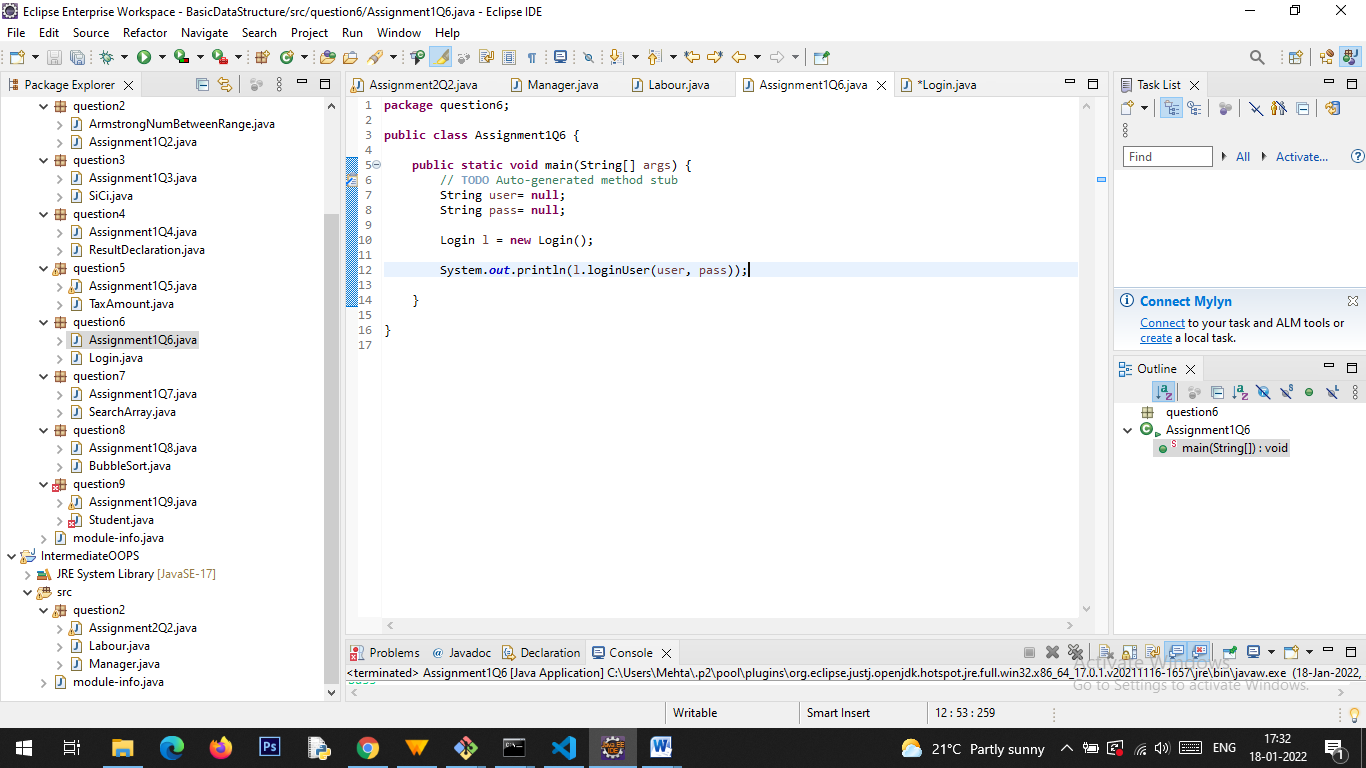 Eclipse Enterprise Workspace - BasicDataStructure/src/question6/Assignment1Q6.java - Eclipse IDE
File Edit Source Refactor Navigate Search Project Run Window Help
Package Explorer
question2
ArmstrongNumBetweenRange.java
Assignment1Q2.java
question3
Assignment1Q3.java
SiCi.java
question4
Assignment1Q4.java
ResultDeclaration.java
question5
Assignment1Q5.java
TaxAmount.java
question6
Assignment1Q6.java
Login.java
question7
Assignment1Q7.java
SearchArray.java
question8
Assignment1Q8.java
BubbleSort.java
question9
Assignment1Q9.java
Student.java
module-info.java
IntermediateOOPS
JRE System Library [JavaSE-17]
src
question2
Assignment2Q2.java
Labour.java
Manager.java
module-info.java
Assignment2Q2.java Manager.java Labour.java Assignment1Q6.java *Login.java
1 package question6;
2
3 public class Assignment1Q6 {
4
5 public static void main(String[] args) {
6 // TODO Auto-generated method stub
7 String user= null;
8 String pass= null;
9
10 Login l = new Login();
11
12 System.out.println(l.loginUser(user, pass));
13
14 }
15
16 }
17
Task List
Find All Activate...
Connect Mylyn
Connect to your task and ALM tools or
create a local task.
Outline
question6
Assignment1Q6
main(String[]) : void
Problems Javadoc Declaration Console
<terminated> Assignment1Q6 [Java Application] C:\Users\Mehta\.p2\pool\plugins\org.eclipse.justj.openjdk.hotspot.jre.full.win32.x86_64_17.0.1.v20211116-1657\jre\bin\javaw.exe (18-Jan-2022,
Activate Windows
Go to Settings to activate Windows.
Writable Smart Insert 12 : 53 : 259
21°C Partly sunny ENG 17:32
18-01-2022